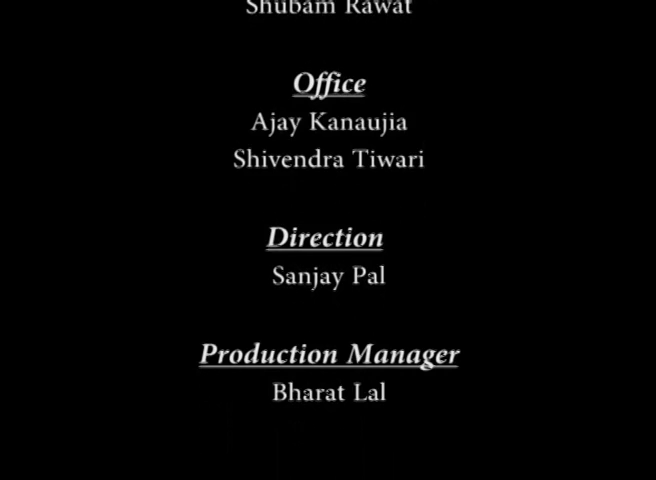 Shubam Rawat
Office
Ajay Kanaujia
Shivendra Tiwari
Direction
Sanjay Pal
Production Manager
Bharat Lal